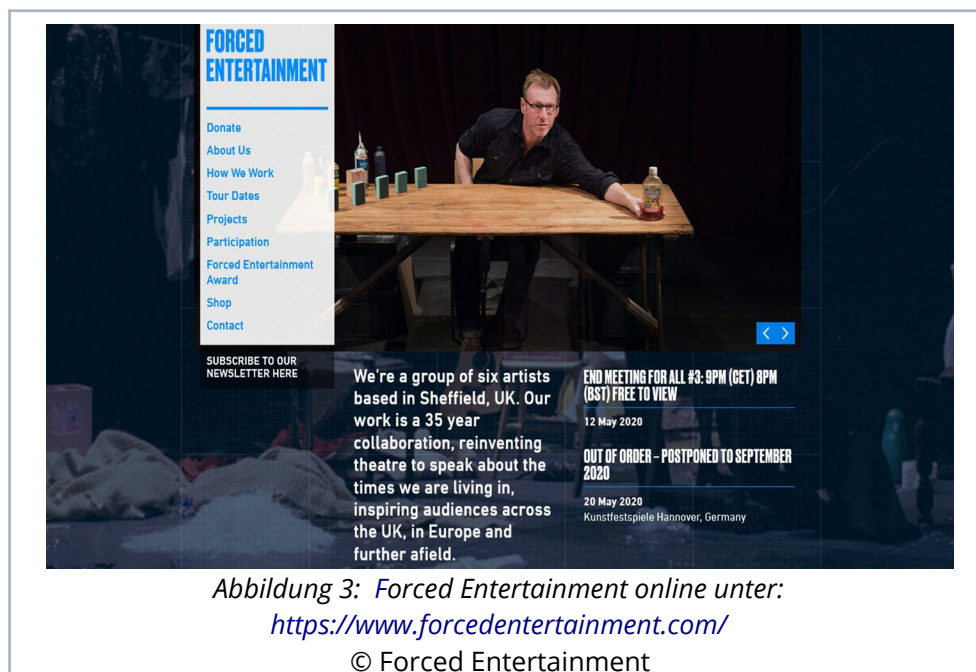 FORCED
ENTERTAINMENT
Donate
About Us
How We Work
Tour Dates
Projects
Participation
Forced Entertainment
Award
Shop
Contact
SUBSCRIBE TO OUR
NEWSLETTER HERE
We're a group of six artists
based in Sheffield, UK. Our
work is a 35 year
collaboration, reinventing
theatre to speak about the
times we are living in,
inspiring audiences across
the UK, in Europe and
further afield.
END MEETING FOR ALL #3: 9PM (CET) 8PM
(BST) FREE TO VIEW
12 May 2020
OUT OF ORDER – POSTPONED TO SEPTEMBER
2020
20 May 2020
Kunstfestspiele Hannover, Germany
Abbildung 3: Forced Entertainment online unter:
https://www.forcedentertainment.com/
© Forced Entertainment